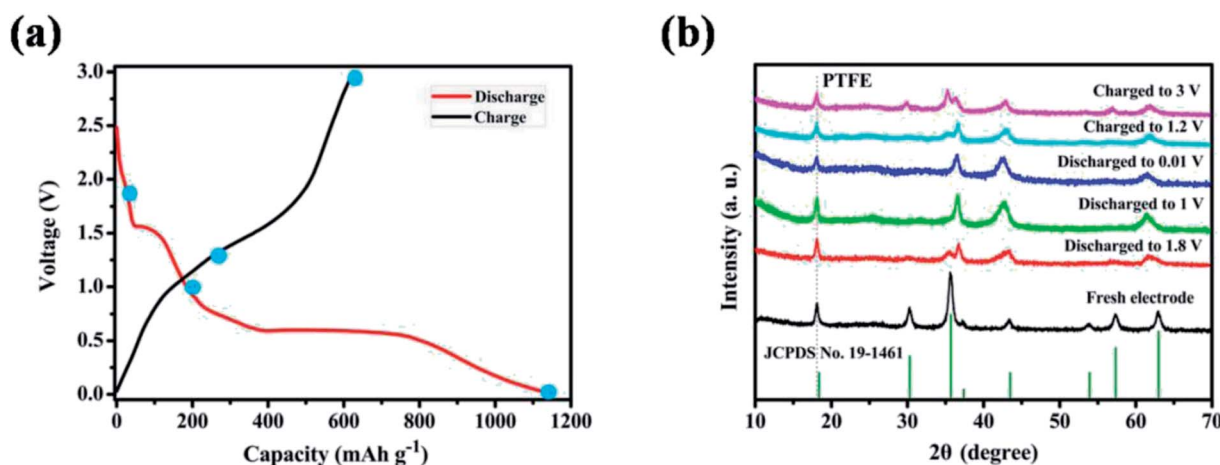 (a)
3.0
2.5
2.0
1.5
1.0
0.5
0.0
Voltage (V)
Discharge
Charge
0 200 400 600 800 1000 1200
Capacity (mAh g⁻¹)
(b)
Intensity (a. u.)
PTFE
Charged to 3 V
Charged to 1.2 V
Discharged to 0.01 V
Discharged to 1 V
Discharged to 1.8 V
Fresh electrode
JCPDS No. 19-1461
10 20 30 40 50 60 70
2θ (degree)